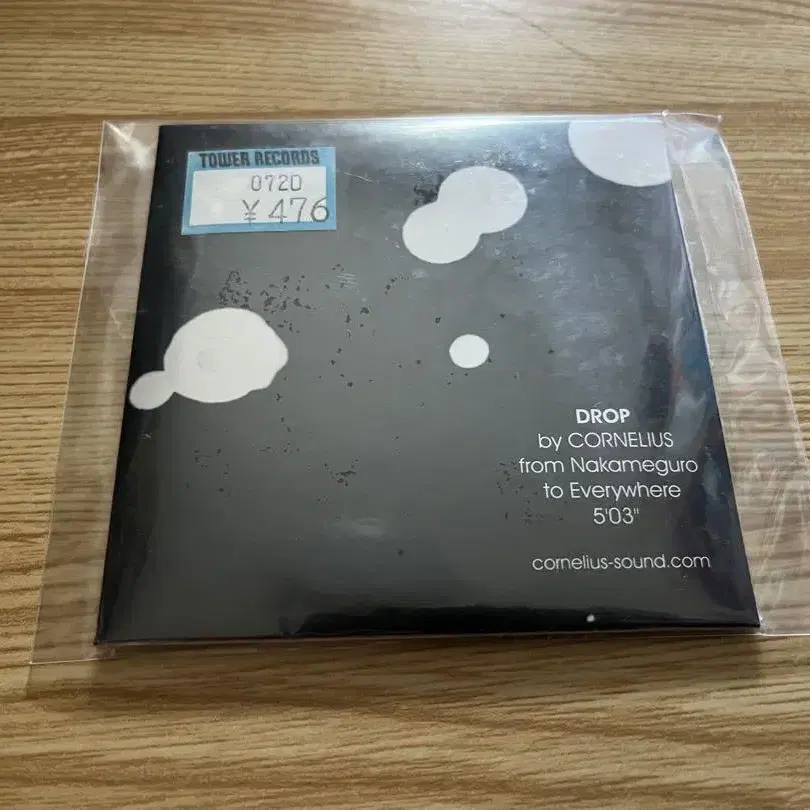 TOWER RECORDS
0720
¥ 476
DROP
by CORNELIUS
from Nakameguro
to Everywhere
5'03"
cornelius-sound.com